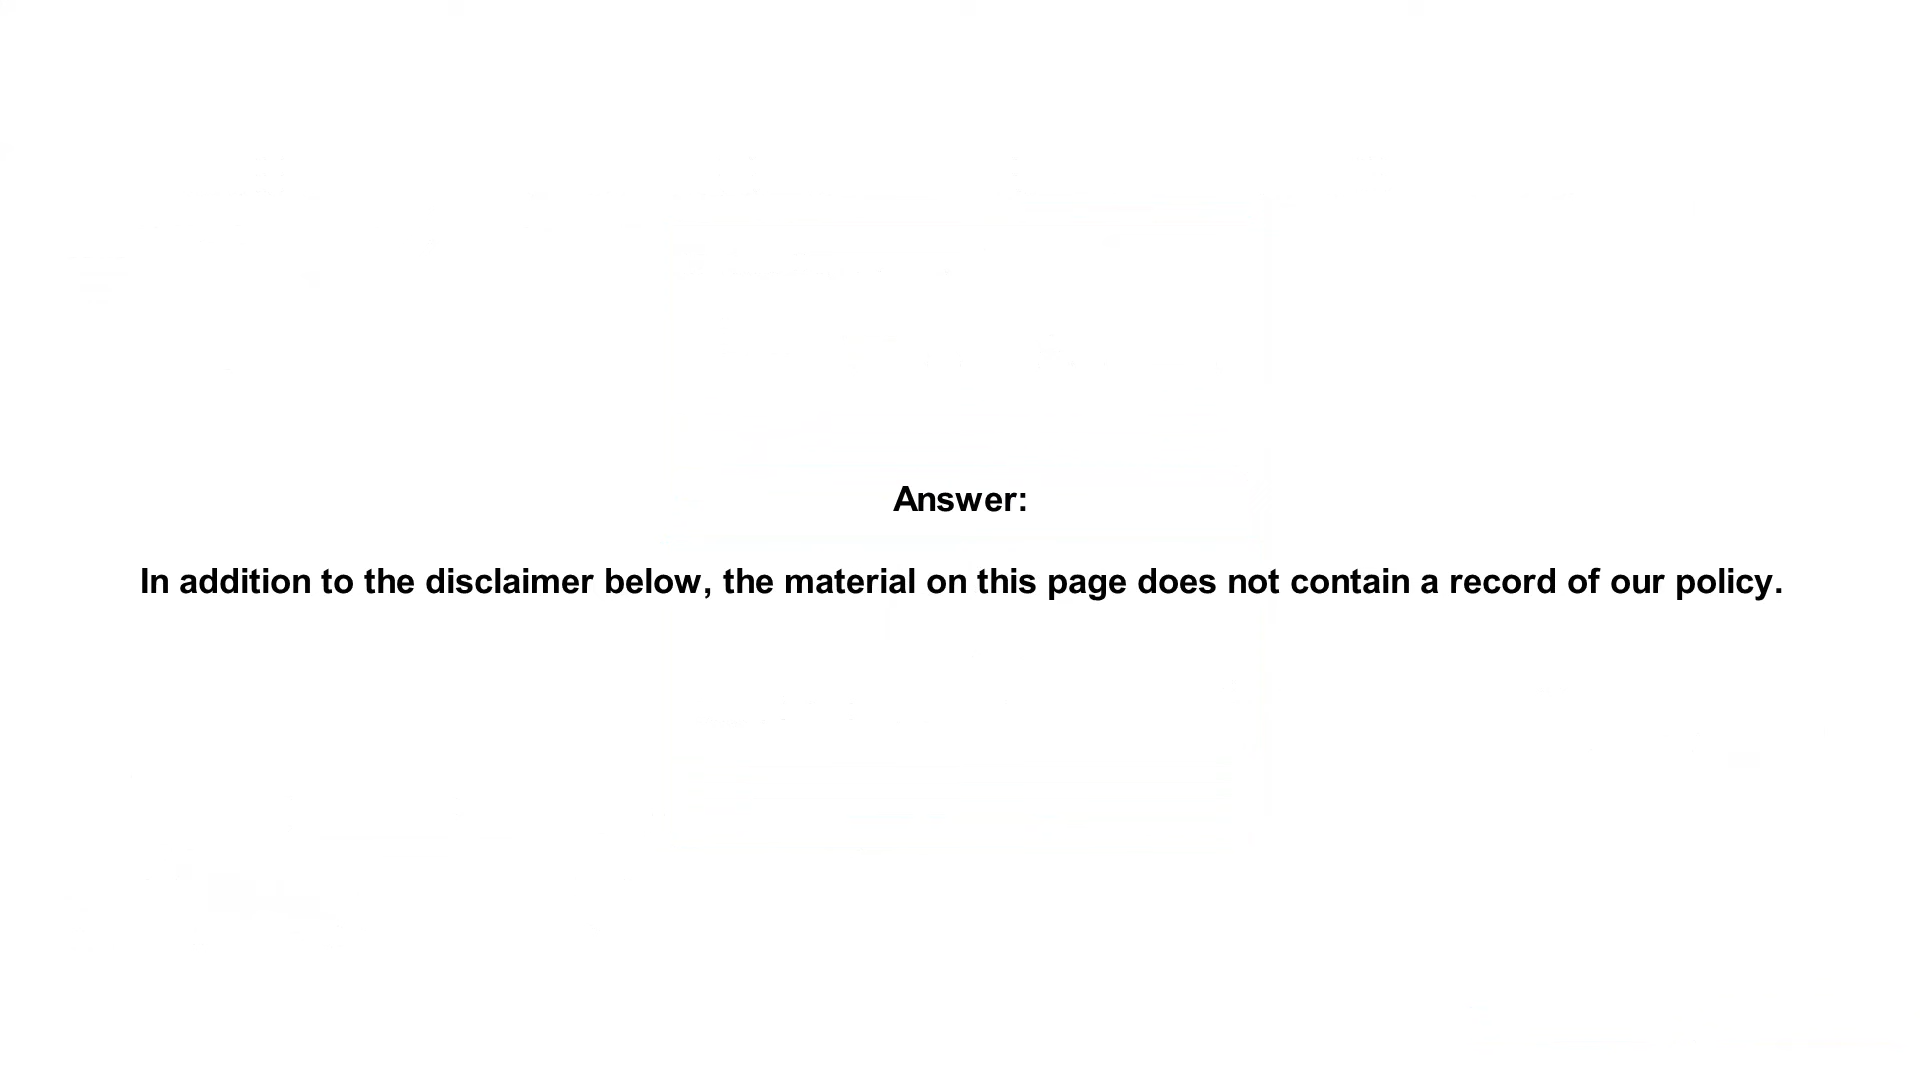 Answer:
In addition to the disclaimer below, the material on this page does not contain a record of our policy.